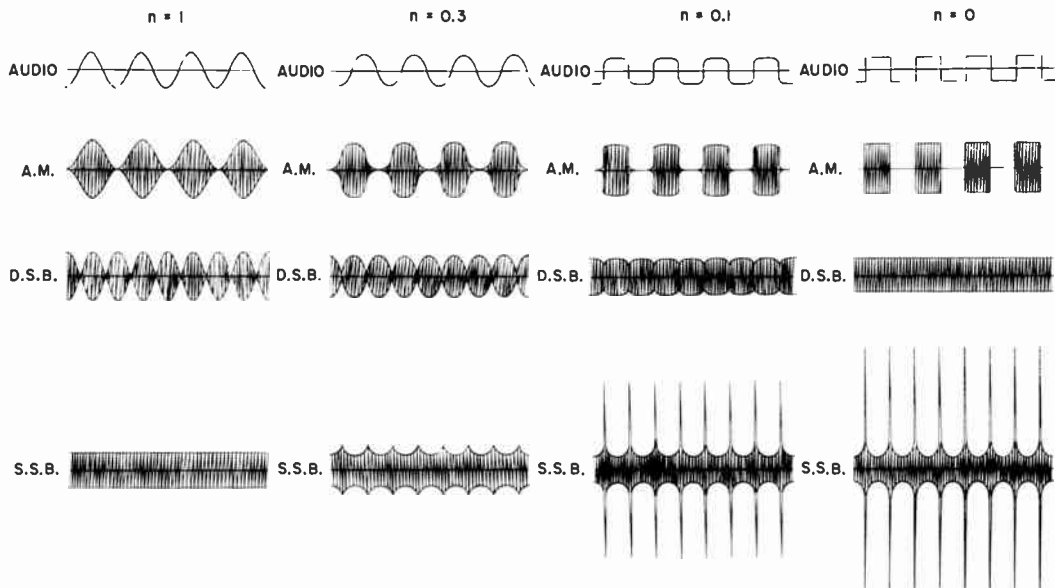 n = 1 n = 0.3 n = 0.1 n = 0
AUDIO AUDIO AUDIO AUDIO
A.M. A.M. A.M. A.M.
D.S.B. D.S.B. D.S.B. D.S.B.
S.S.B. S.S.B. S.S.B. S.S.B.